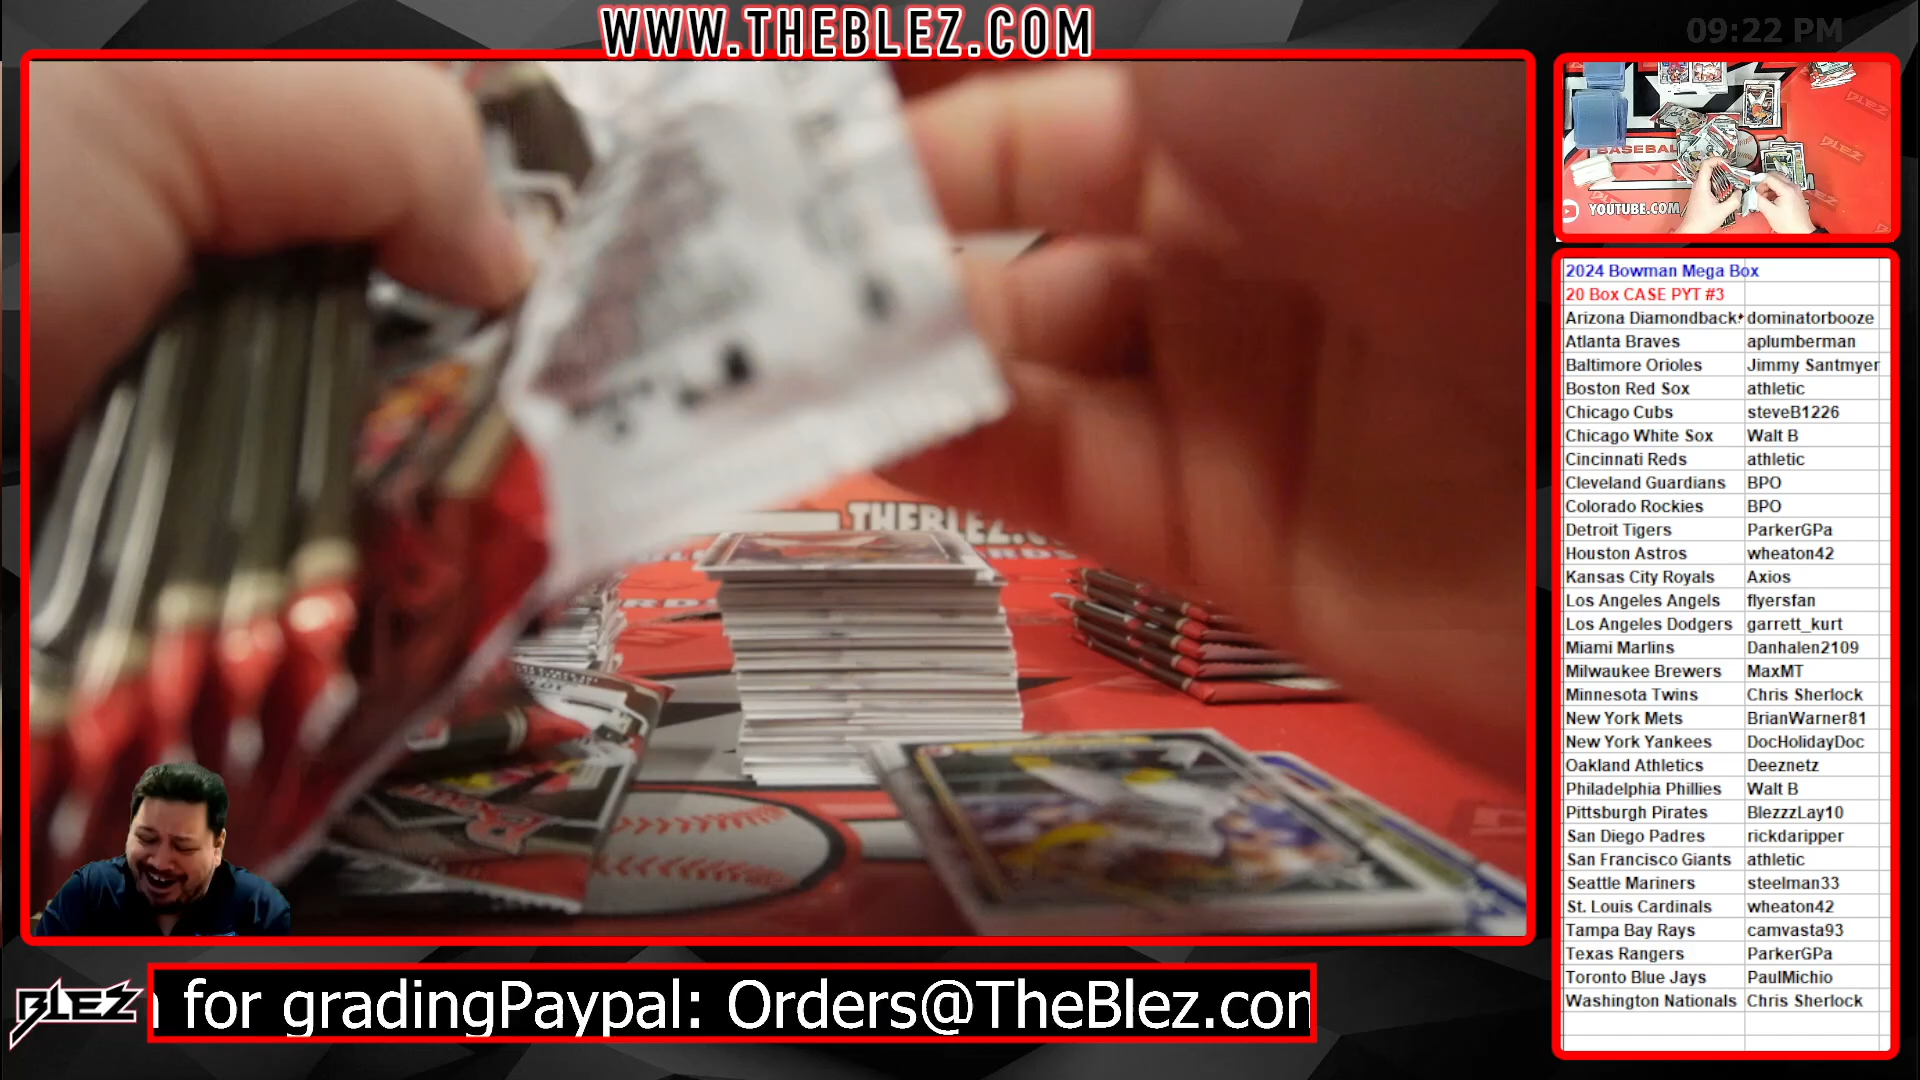 WWW.THEBLEZ.COM
09:22 PM
BLEZ
BLEZ
BASEBAL
YOUTUBE.COM/
THEBLEZ.
2024 Bowman Mega Box
20 Box CASE PYT #3
Arizona Diamondback dominatorbooze
Atlanta Braves aplumberman
Baltimore Orioles Jimmy Santmyer
Boston Red Sox athletic
Chicago Cubs steveB1226
Chicago White Sox Walt B
Cincinnati Reds athletic
Cleveland Guardians BPO
Colorado Rockies BPO
Detroit Tigers ParkerGPa
Houston Astros wheaton42
Kansas City Royals Axios
Los Angeles Angels flyersfan
Los Angeles Dodgers garrett_kurt
Miami Marlins Danhalen2109
Milwaukee Brewers MaxMT
Minnesota Twins Chris Sherlock
New York Mets BrianWarner81
New York Yankees DocHolidayDoc
Oakland Athletics Deeznetz
Philadelphia Phillies Walt B
Pittsburgh Pirates BlezzzLay10
San Diego Padres rickdaripper
San Francisco Giants athletic
Seattle Mariners steelman33
St. Louis Cardinals wheaton42
Tampa Bay Rays camvasta93
Texas Rangers ParkerGPa
Toronto Blue Jays PaulMichio
Washington Nationals Chris Sherlock
BLEZ
for gradingPaypal: Orders@TheBlez.com